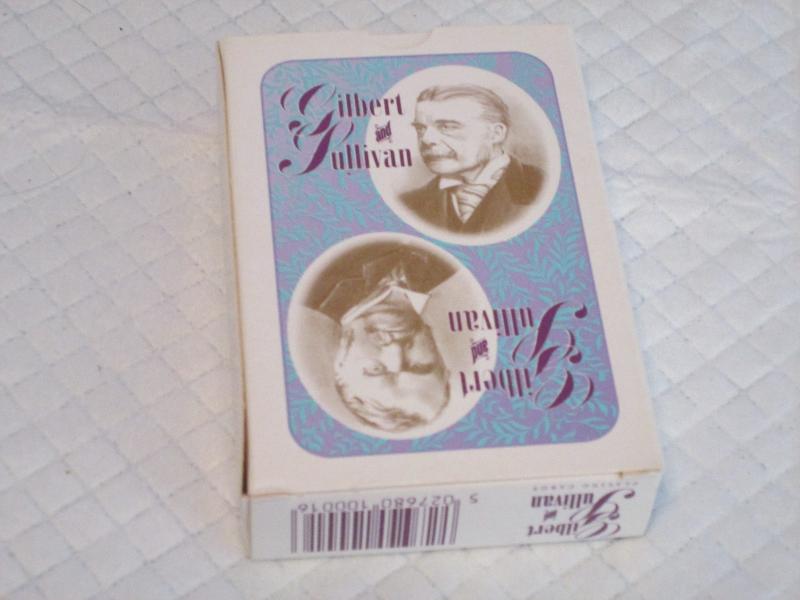 Gilbert
and
Sullivan
Gilbert
and
Sullivan
5 027680 100016
Gilbert
and
Sullivan
PLAYING CARDS